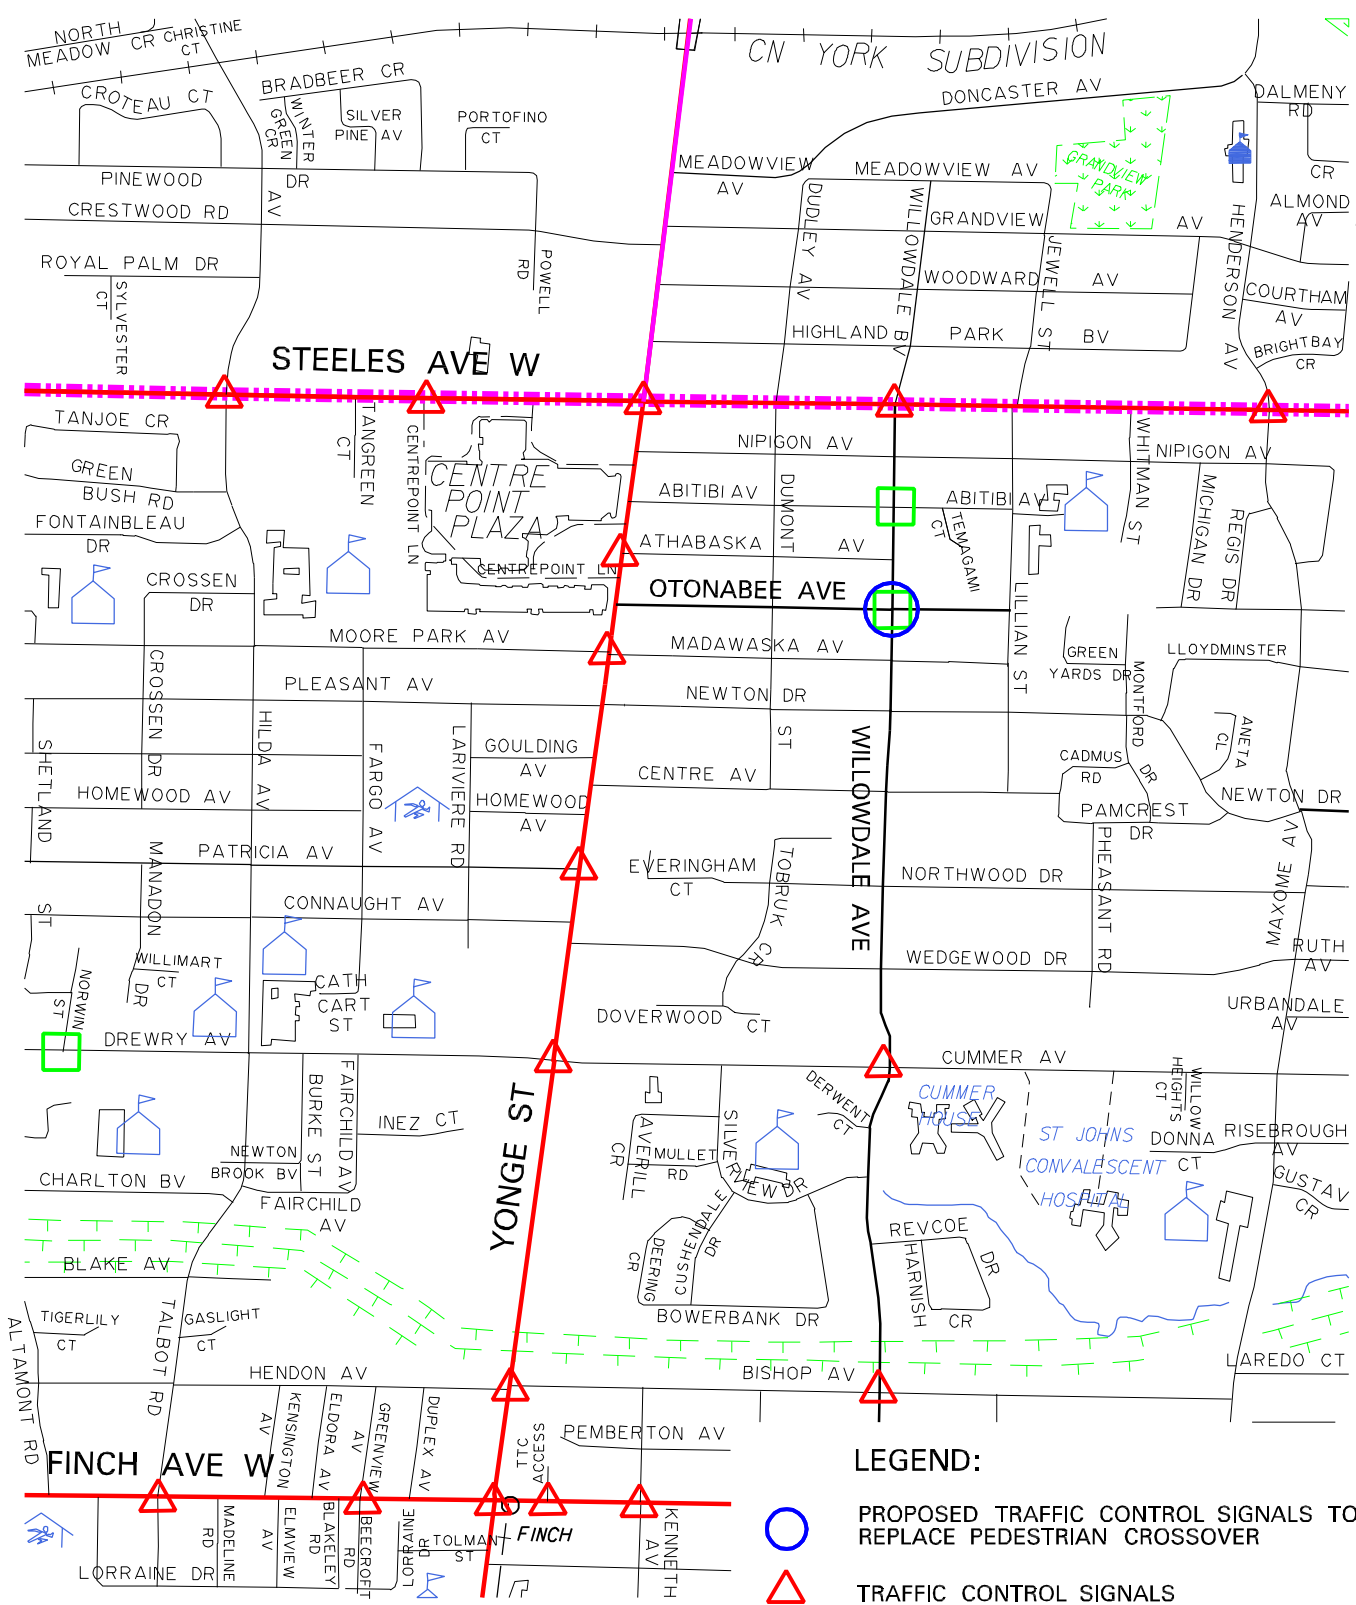 NORTH
MEADOW CR
CHRISTINE
CT
CN YORK SUBDIVISION
BRADBEER CR
CROTEAU CT
WINTER
GREEN
CR
SILVER
PINE AV
PORTOFINO
CT
DONCASTER AV
DALMENY
RD
PINEWOOD
DR
AV
MEADOWVIEW
AV
MEADOWVIEW AV
GRANDVIEW
PARK
CR
CRESTWOOD RD
DUDLEY AV
WILLOWDALE BV
GRANDVIEW
AV
HENDERSON AV
ALMOND
AV
ROYAL PALM DR
SYLVESTER
CT
POWELL
RD
JEWELL ST
WOODWARD
AV
COURTHAM
AV
HIGHLAND
PARK
BV
BRIGHTBAY
CR
STEELES AVE W
TANJOE CR
TANGREEN
CT
CENTREPOINT LN
NIPIGON AV
WHITMAN ST
NIPIGON AV
GREEN
BUSH RD
CENTRE
POINT
PLAZA
ABITIBI AV
DUMONT
ABITIBI AV
MICHIGAN DR
REGIS DR
FONTAINBLEAU
DR
ATHABASKA
AV
TEMAGAMI
CT
CROSSEN
DR
CENTREPOINT LN
OTONABEE AVE
LILLIAN ST
MOORE PARK AV
MADAWASKA AV
GREEN
YARDS DR
LLOYDMINSTER
CROSSEN DR
PLEASANT AV
NEWTON DR
MONTFORD
DR
SHETLAND
HILDA AV
FARGO AV
LARIVIERE RD
GOULDING
AV
ST
WILLOWDALE AVE
ANETA
CL
CENTRE AV
CADMUS
RD
HOMEWOOD AV
HOMEWOOD
AV
PAMCREST
DR
NEWTON DR
PATRICIA AV
MANADON
EVERINGHAM
CT
TOBRUK
CR
NORTHWOOD DR
PHEASANT RD
MAXOME AV
ST
CONNAUGHT AV
WEDGEWOOD DR
RUTH
AV
WILLIMART
CT
DR
NORWIN
ST
CATH
CART
ST
DOVERWOOD
CT
URBANDALE
AV
DREWRY AV
CUMMER AV
BURKE ST
FAIRCHILD AV
YONGE ST
DERWENT
CT
CUMMER
HOUSE
WILLOW
HEIGHTS
CT
INEZ CT
AVERILL
CR
SILVERVIEW DR
ST JOHNS
CONVALESCENT
HOSPITAL
DONNA
CT
RISEBROUGH
AV
NEWTON
BROOK BV
MULLET
RD
CHARLTON BV
FAIRCHILD
AV
GUSTAV
CR
CUSHENDALE
DR
DEERING
CR
REVCOE
DR
HARNISH
CR
BLAKE AV
TIGERLILY
CT
TALBOT RD
GASLIGHT
CT
BOWERBANK DR
ALTAMONT RD
HENDON AV
BISHOP AV
LAREDO CT
KENSINGTON
AV
ELDORA AV
GREENVIEW
AV
DUPLEX AV
TTC
ACCESS
PEMBERTON AV
FINCH AVE W
LEGEND:
MADELINE
RD
ELMVIEW
AV
BLAKELEY
RD
BEECROFT
RD
LORRAINE
DR
TOLMAN
ST
FINCH
KENNETH
AV
LORRAINE DR
PROPOSED TRAFFIC CONTROL SIGNALS TO
REPLACE PEDESTRIAN CROSSOVER
TRAFFIC CONTROL SIGNALS